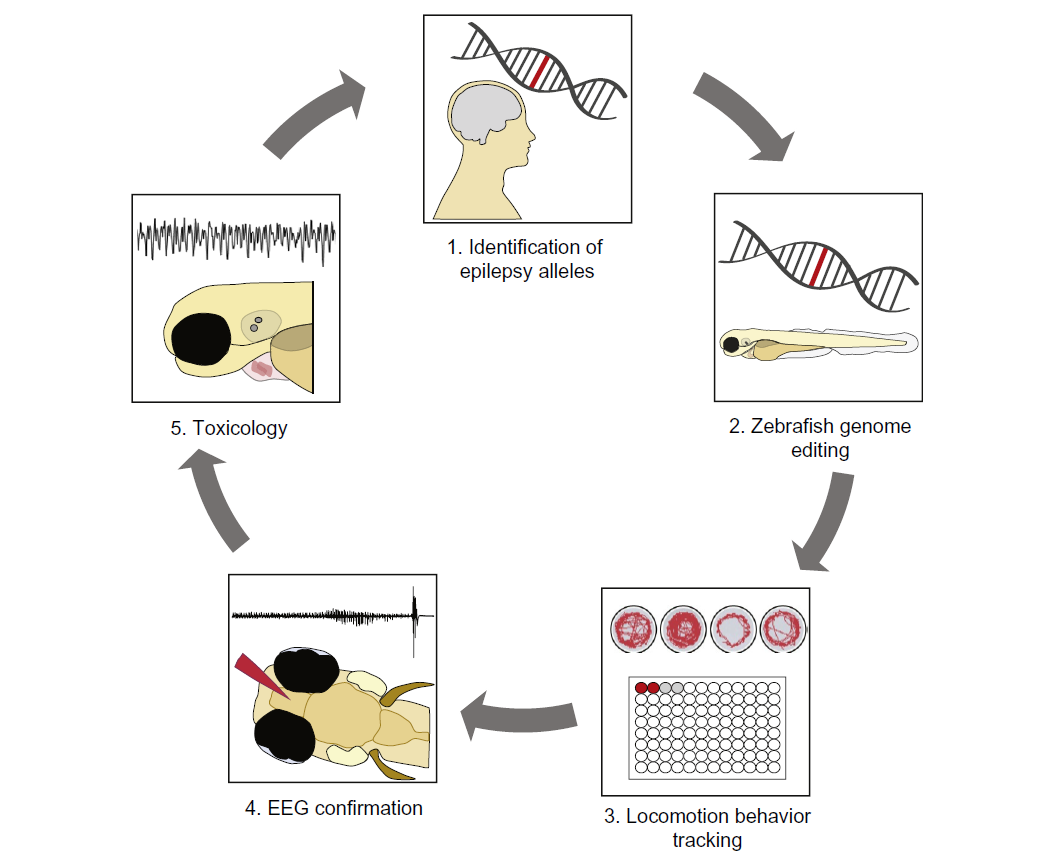 1. Identification of
epilepsy alleles
2. Zebrafish genome
editing
3. Locomotion behavior
tracking
4. EEG confirmation
5. Toxicology